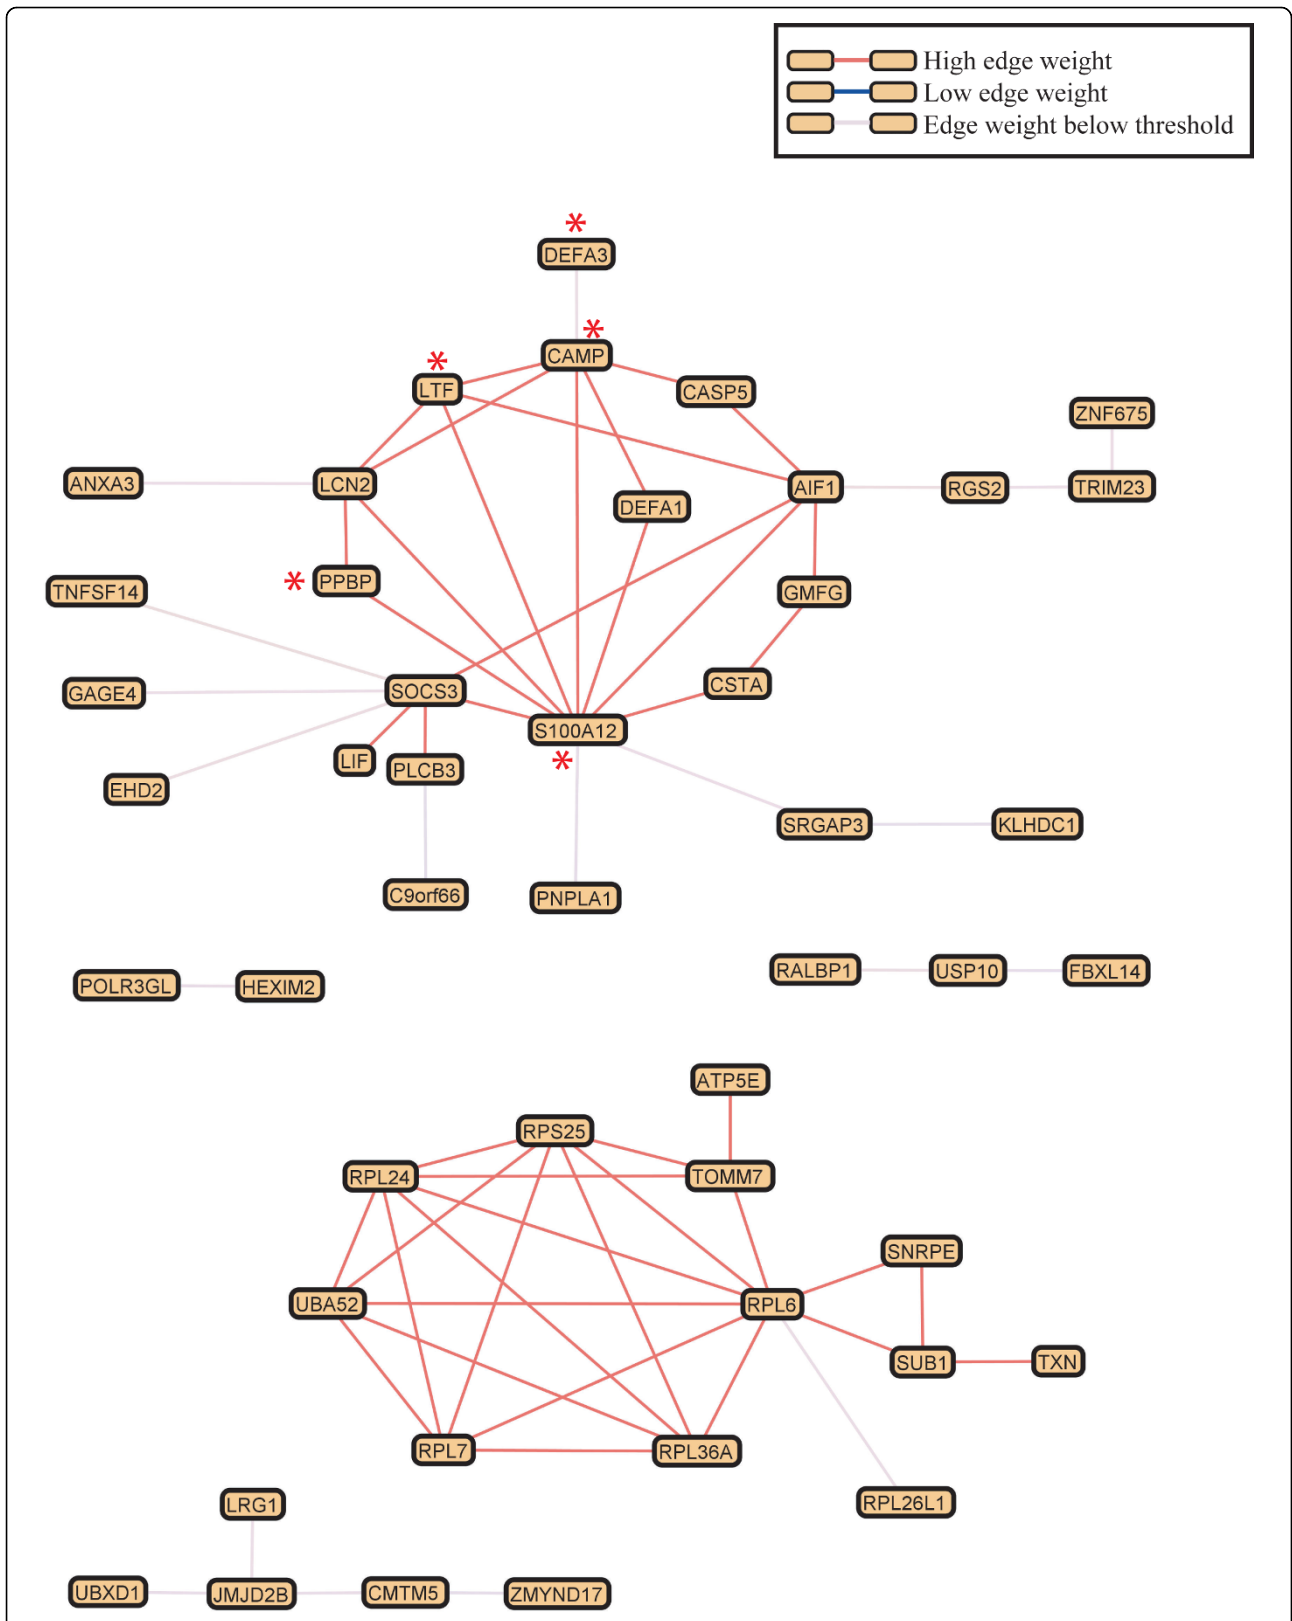 High edge weight
Low edge weight
Edge weight below threshold
*
DEFA3
*
CAMP
*
LTF
CASP5
ZNF675
ANXA3
LCN2
DEFA1
AIF1
RGS2
TRIM23
TNFSF14
*
PPBP
GMFG
GAGE4
SOCS3
CSTA
S100A12
*
LIF
PLCB3
EHD2
SRGAP3
KLHDC1
C9orf66
PNPLA1
POLR3GL
HEXIM2
RALBP1
USP10
FBXL14
ATP5E
RPS25
RPL24
TOMM7
SNRPE
UBA52
RPL6
SUB1
TXN
RPL7
RPL36A
LRG1
RPL26L1
UBXD1
JMJD2B
CMTM5
ZMYND17